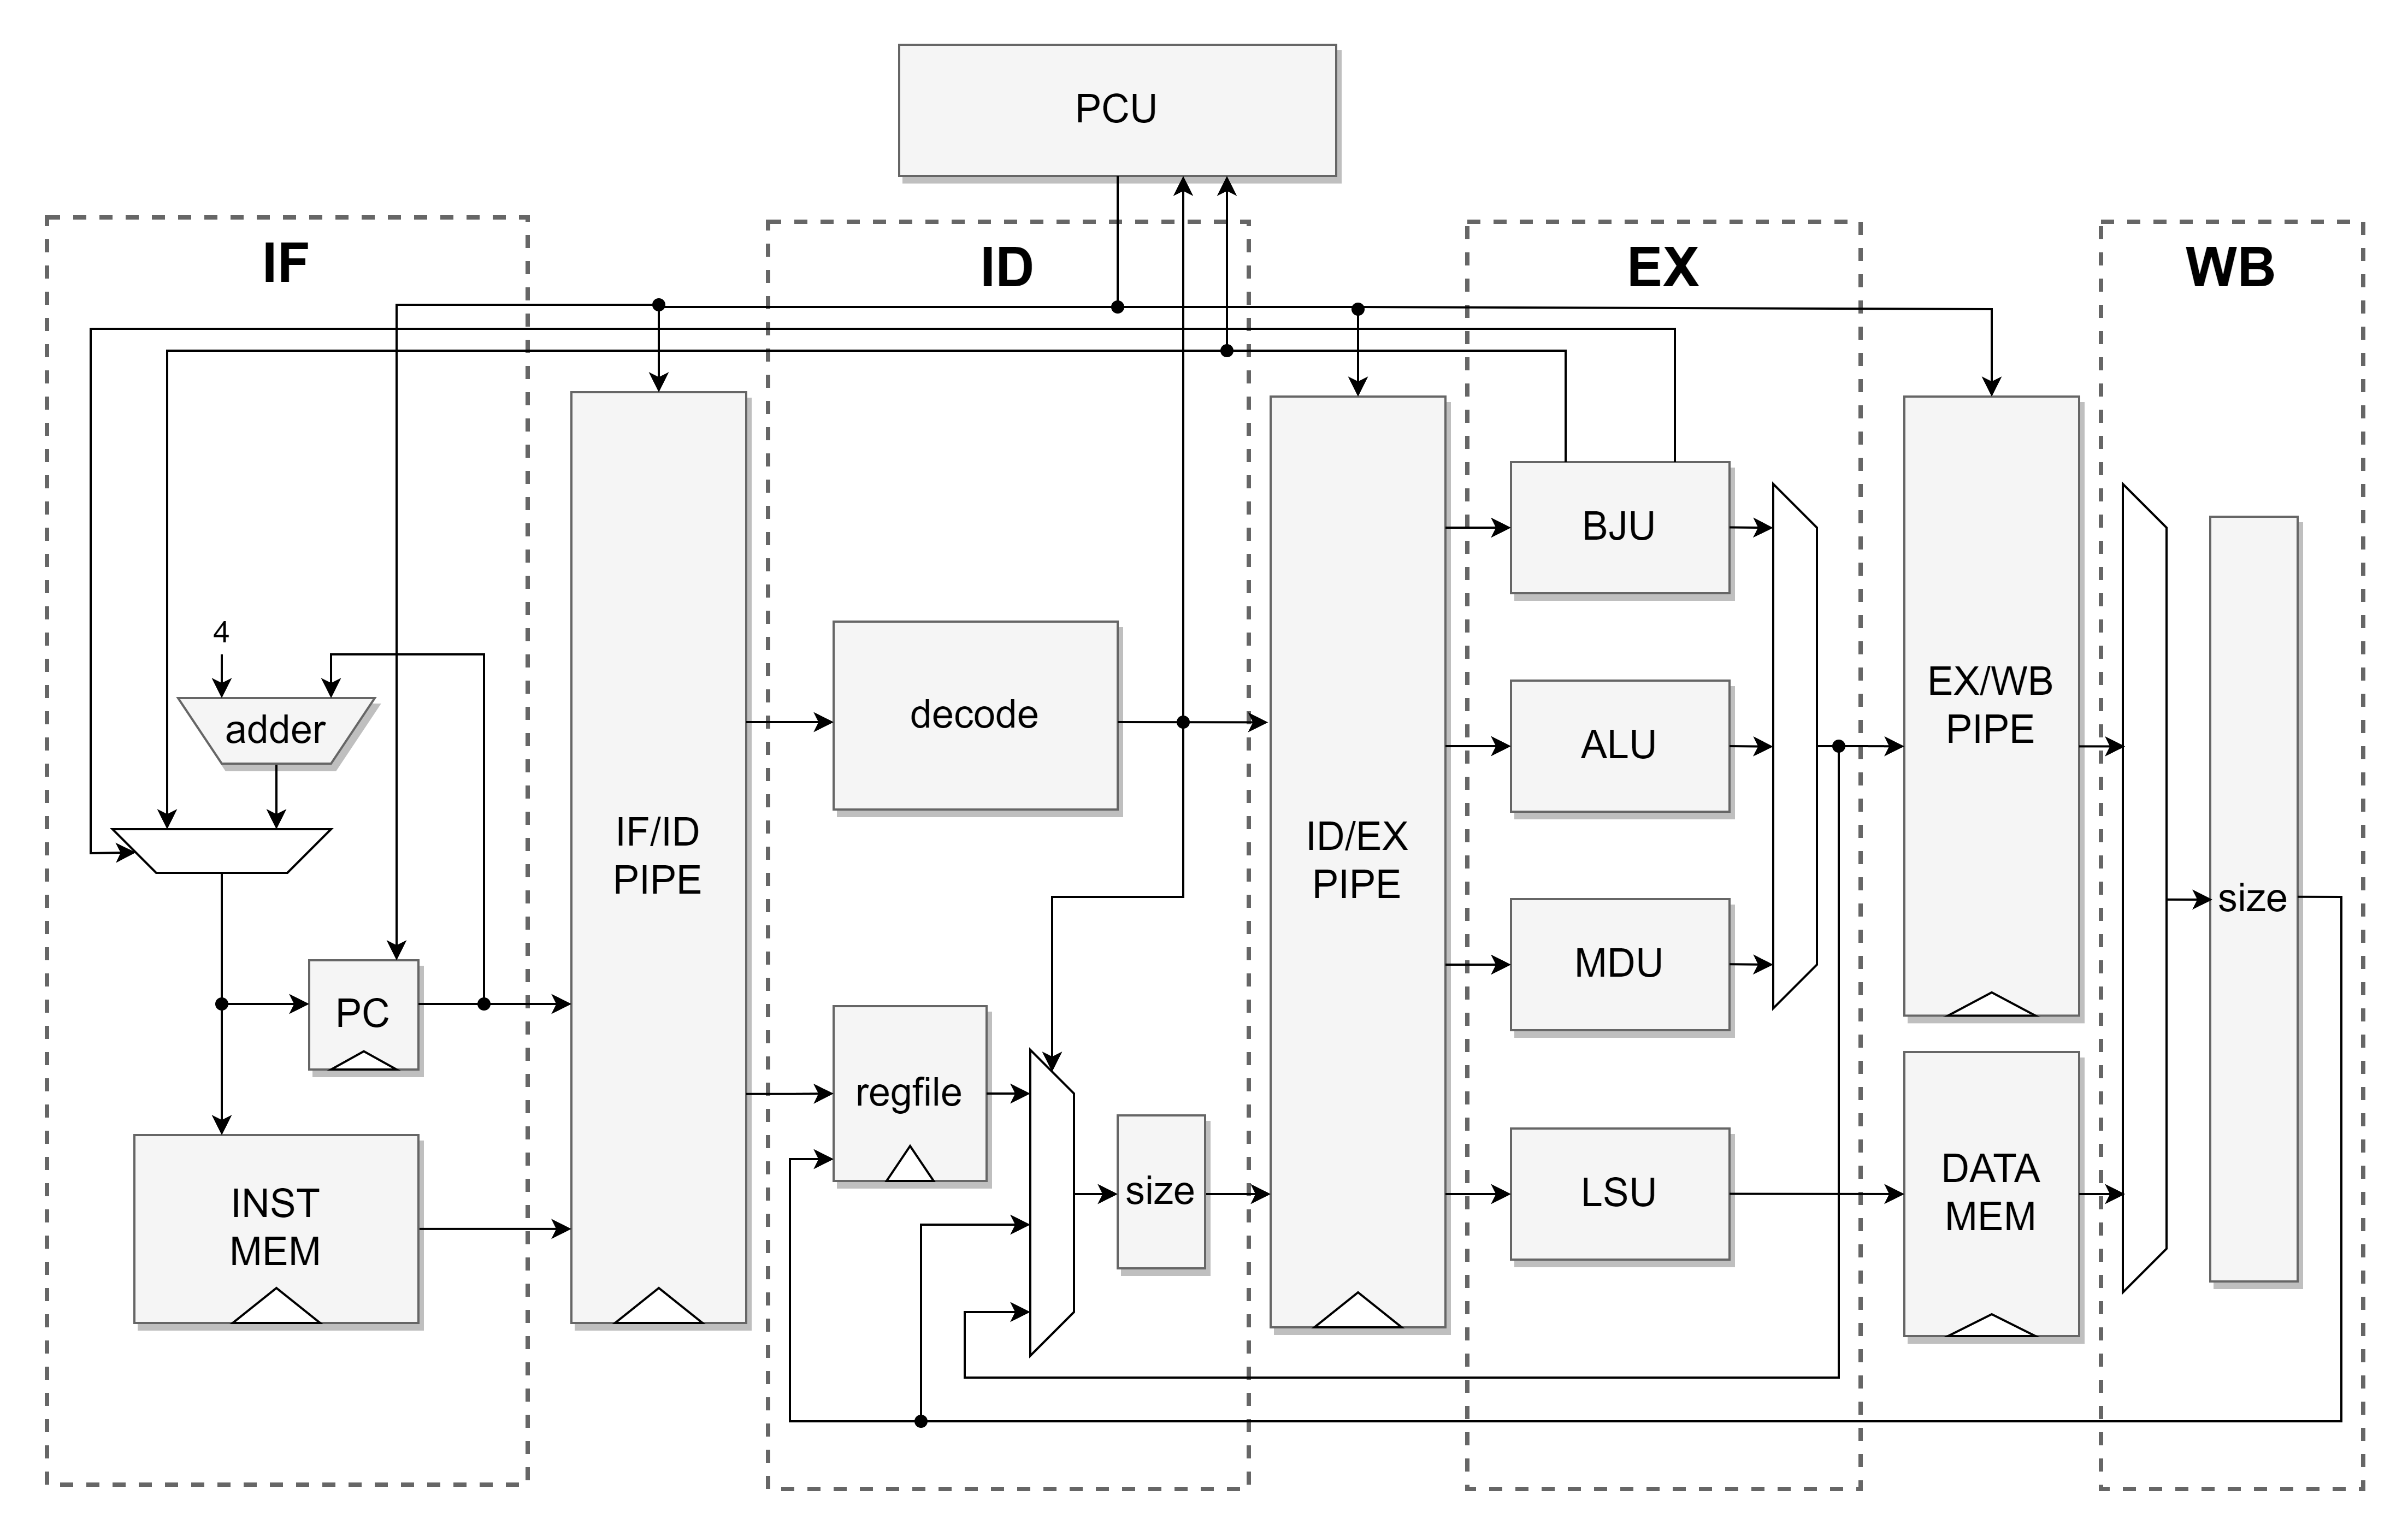 PCU
IF
ID
EX
WB
4
adder
PC
INST
MEM
IF/ID
PIPE
decode
regfile
size
ID/EX
PIPE
BJU
ALU
MDU
LSU
EX/WB
PIPE
DATA
MEM
size